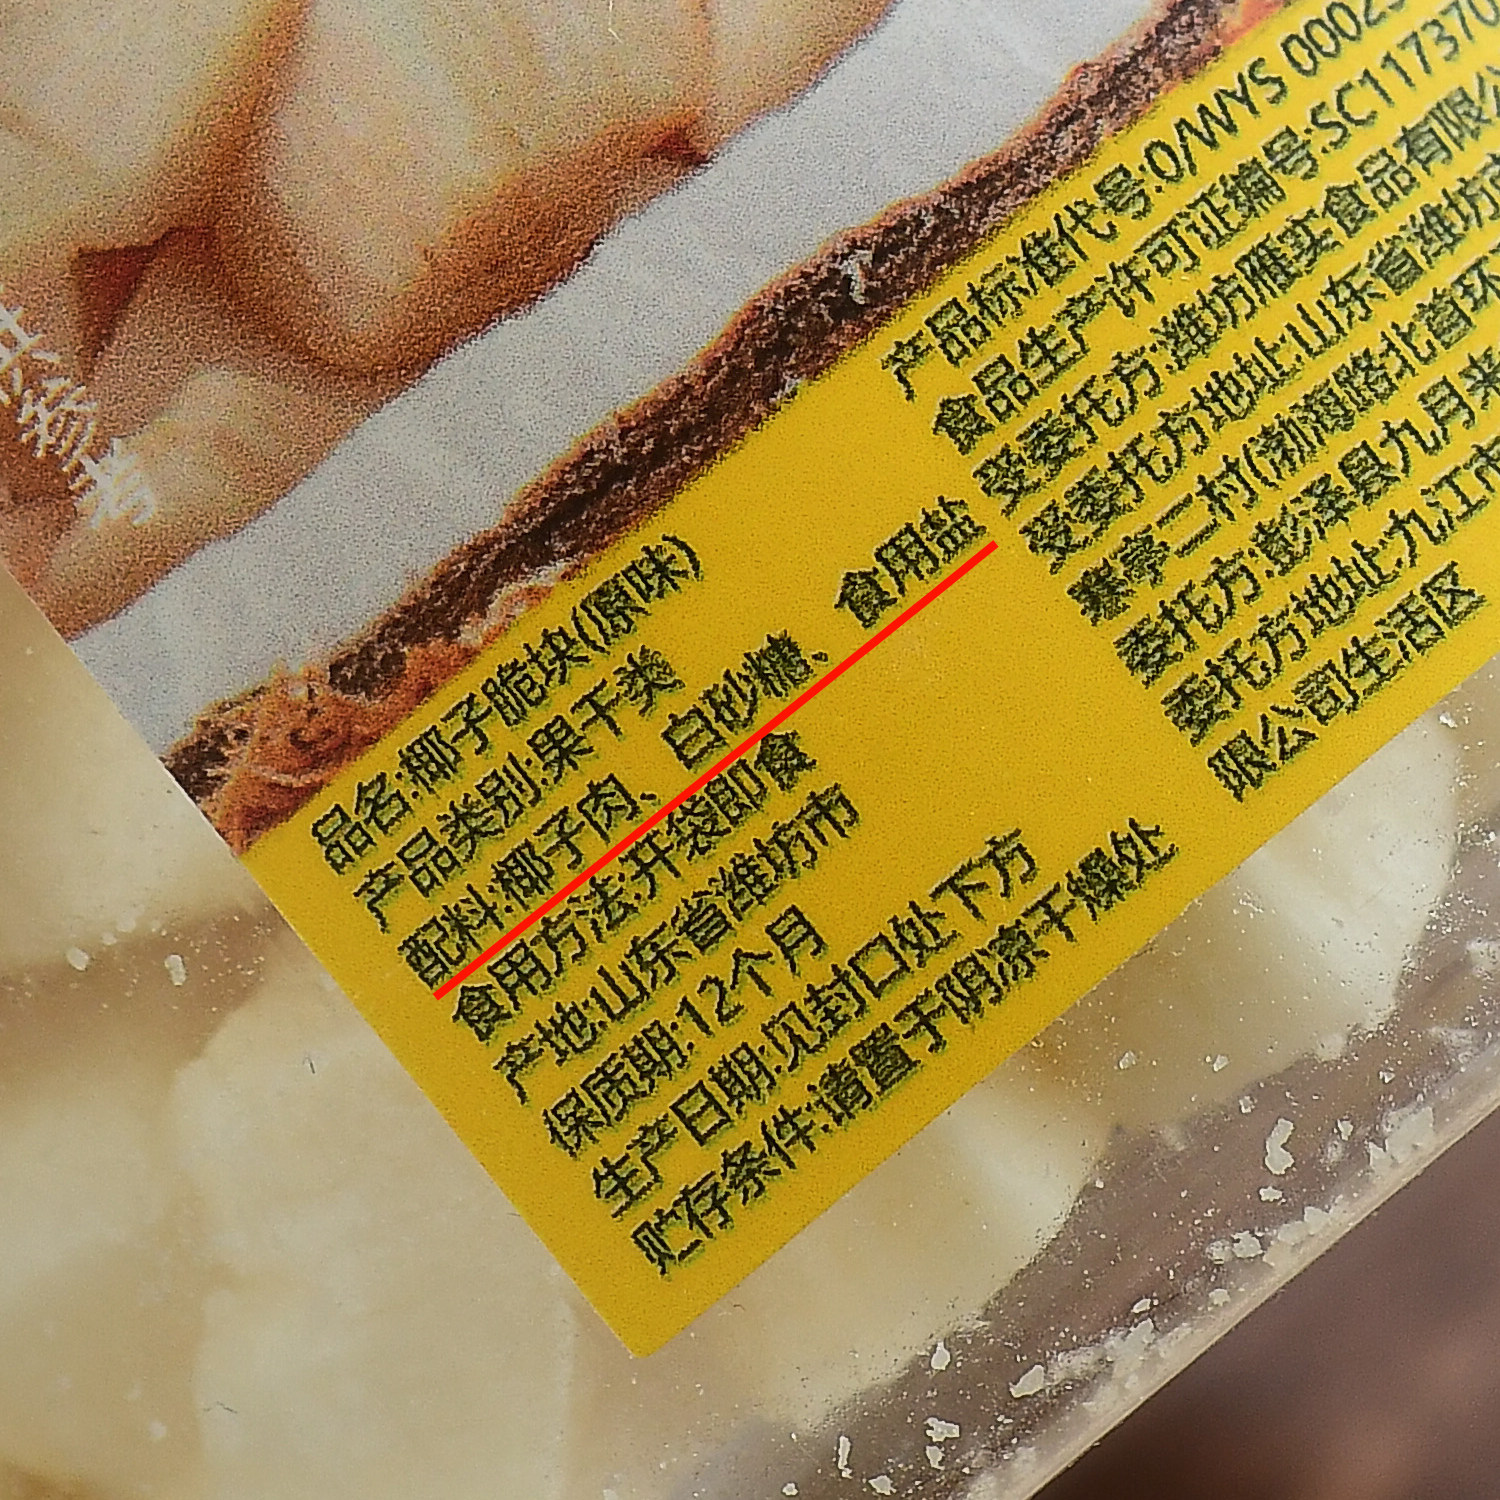 供参考
品名:椰子脆块(原味)
产品类别:果干类
配料:椰子肉、白砂糖、食用盐
食用方法:开袋即食
产地:山东省潍坊市
保质期:12个月
生产日期:见封口处下方
贮存条件:请置于阴凉干燥处
产品标准代号:Q/WYS 0002
食品生产许可证编号:SC117370
受委托方:潍坊雁实食品有限公
受委托方地址:山东省潍坊
寒亭二村(渤海路北首环
委托方:彭泽县九月来
委托方地址:九江市
限公司生活区